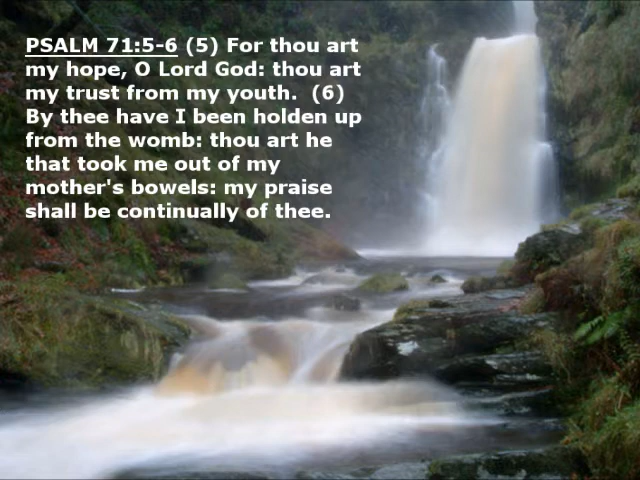 PSALM 71:5-6 (5) For thou art
my hope, O Lord God: thou art
my trust from my youth.  (6)
By thee have I been holden up
from the womb: thou art he
that took me out of my
mother's bowels: my praise
shall be continually of thee.